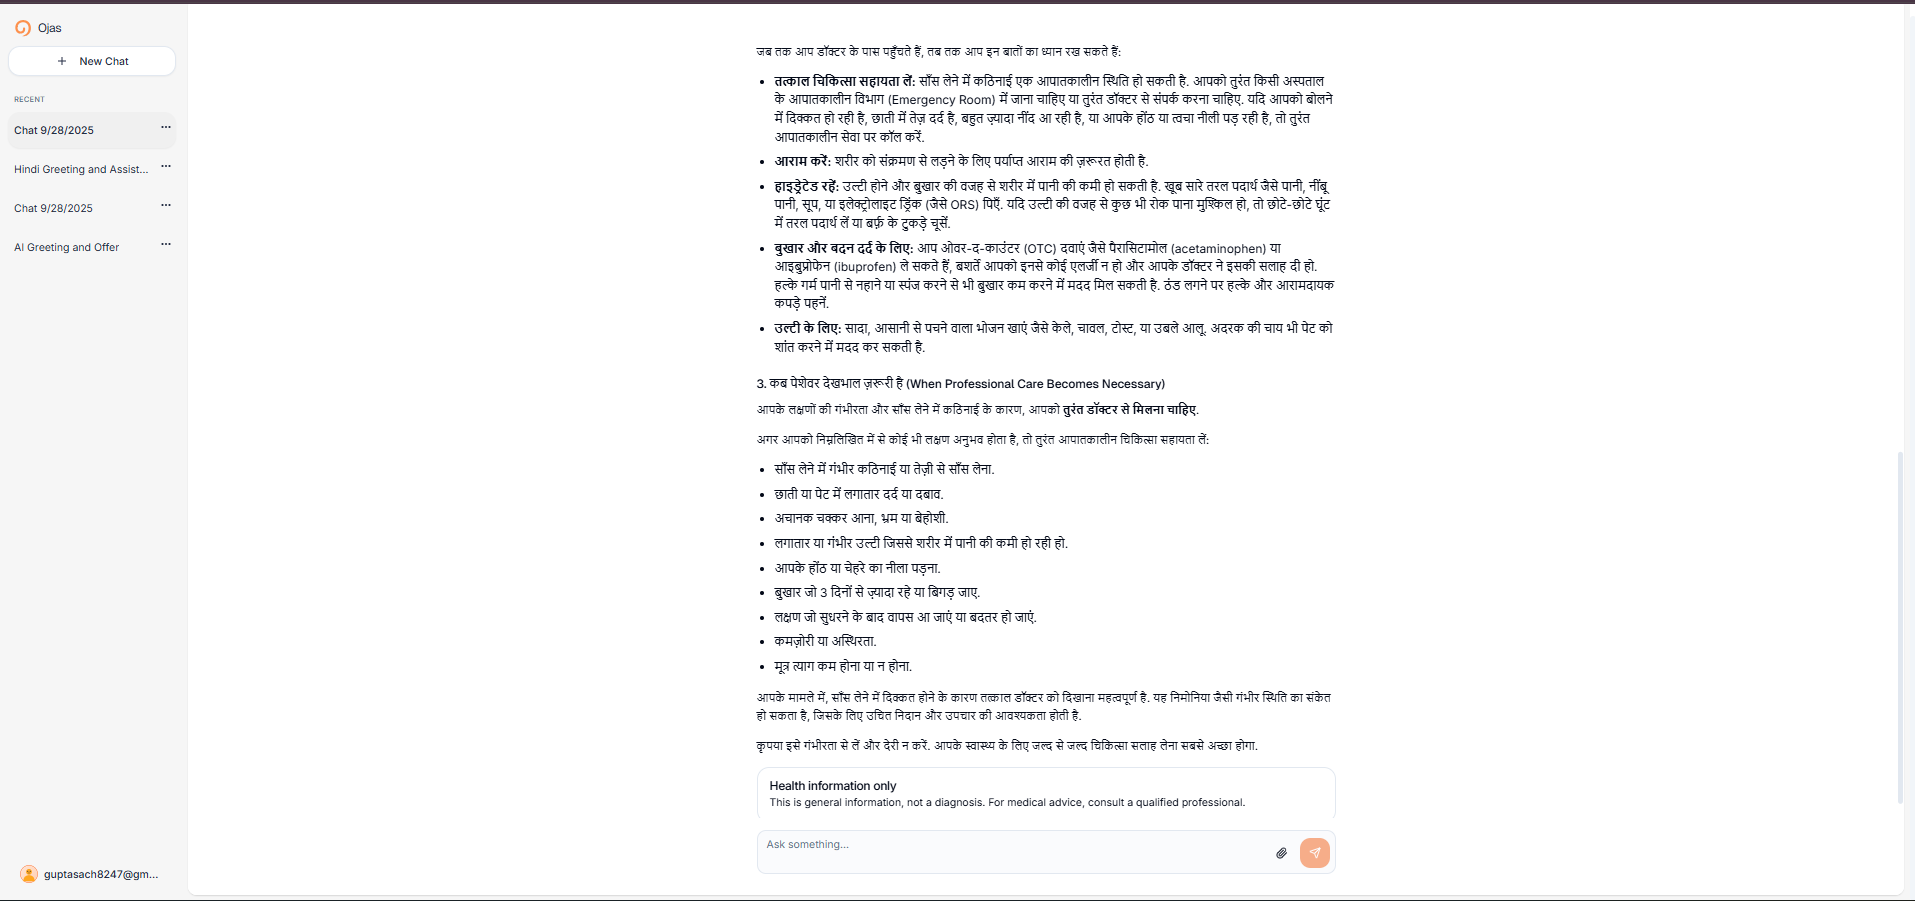 Ojas
+ New Chat
RECENT
Chat 9/28/2025 ...
Hindi Greeting and Assist... ...
Chat 9/28/2025 ...
AI Greeting and Offer ...
guptasach8247@gm...
जब तक आप डॉक्टर के पास पहुँचते हैं, तब तक आप इन बातों का ध्यान रख सकते हैं:
• तत्काल चिकित्सा सहायता लें: साँस लेने में कठिनाई एक आपातकालीन स्थिति हो सकती है. आपको तुरंत किसी अस्पताल
के आपातकालीन विभाग (Emergency Room) में जाना चाहिए या तुरंत डॉक्टर से संपर्क करना चाहिए. यदि आपको बोलने
में दिक्कत हो रही है, छाती में तेज़ दर्द है, बहुत ज़्यादा नींद आ रही है, या आपके होंठ या त्वचा नीली पड़ रही है, तो तुरंत
आपातकालीन सेवा पर कॉल करें.
• आराम करें: शरीर को संक्रमण से लड़ने के लिए पर्याप्त आराम की ज़रूरत होती है.
• हाइड्रेटेड रहें: उल्टी होने और बुखार की वजह से शरीर में पानी की कमी हो सकती है. खूब सारे तरल पदार्थ जैसे पानी, नींबू
पानी, सूप, या इलेक्ट्रोलाइट ड्रिंक (जैसे ORS) पिएँ. यदि उल्टी की वजह से कुछ भी रोक पाना मुश्किल हो, तो छोटे-छोटे घूंट
में तरल पदार्थ लें या बर्फ़ के टुकड़े चूसें.
• बुखार और बदन दर्द के लिए: आप ओवर-द-काउंटर (OTC) दवाएं जैसे पैरासिटामोल (acetaminophen) या
आइबुप्रोफेन (ibuprofen) ले सकते हैं, बशर्ते आपको इनसे कोई एलर्जी न हो और आपके डॉक्टर ने इसकी सलाह दी हो.
हल्के गर्म पानी से नहाने या स्पंज करने से भी बुखार कम करने में मदद मिल सकती है. ठंड लगने पर हल्के और आरामदायक
कपड़े पहनें.
• उल्टी के लिए: सादा, आसानी से पचने वाला भोजन खाएं जैसे केले, चावल, टोस्ट, या उबले आलू. अदरक की चाय भी पेट को
शांत करने में मदद कर सकती है.
3. कब पेशेवर देखभाल ज़रूरी है (When Professional Care Becomes Necessary)
आपके लक्षणों की गंभीरता और साँस लेने में कठिनाई के कारण, आपको तुरंत डॉक्टर से मिलना चाहिए.
अगर आपको निम्नलिखित में से कोई भी लक्षण अनुभव होता है, तो तुरंत आपातकालीन चिकित्सा सहायता लें:
• साँस लेने में गंभीर कठिनाई या तेज़ी से साँस लेना.
• छाती या पेट में लगातार दर्द या दबाव.
• अचानक चक्कर आना, भ्रम या बेहोशी.
• लगातार या गंभीर उल्टी जिससे शरीर में पानी की कमी हो रही हो.
• आपके होंठ या चेहरे का नीला पड़ना.
• बुखार जो 3 दिनों से ज़्यादा रहे या बिगड़ जाए.
• लक्षण जो सुधरने के बाद वापस आ जाएं या बदतर हो जाएं.
• कमज़ोरी या अस्थिरता.
• मूत्र त्याग कम होना या न होना.
आपके मामले में, साँस लेने में दिक्कत होने के कारण तत्काल डॉक्टर को दिखाना महत्वपूर्ण है. यह निमोनिया जैसी गंभीर स्थिति का संकेत
हो सकता है, जिसके लिए उचित निदान और उपचार की आवश्यकता होती है.
कृपया इसे गंभीरता से लें और देरी न करें. आपके स्वास्थ्य के लिए जल्द से जल्द चिकित्सा सलाह लेना सबसे अच्छा होगा.
Health information only
This is general information, not a diagnosis. For medical advice, consult a qualified professional.
Ask something...